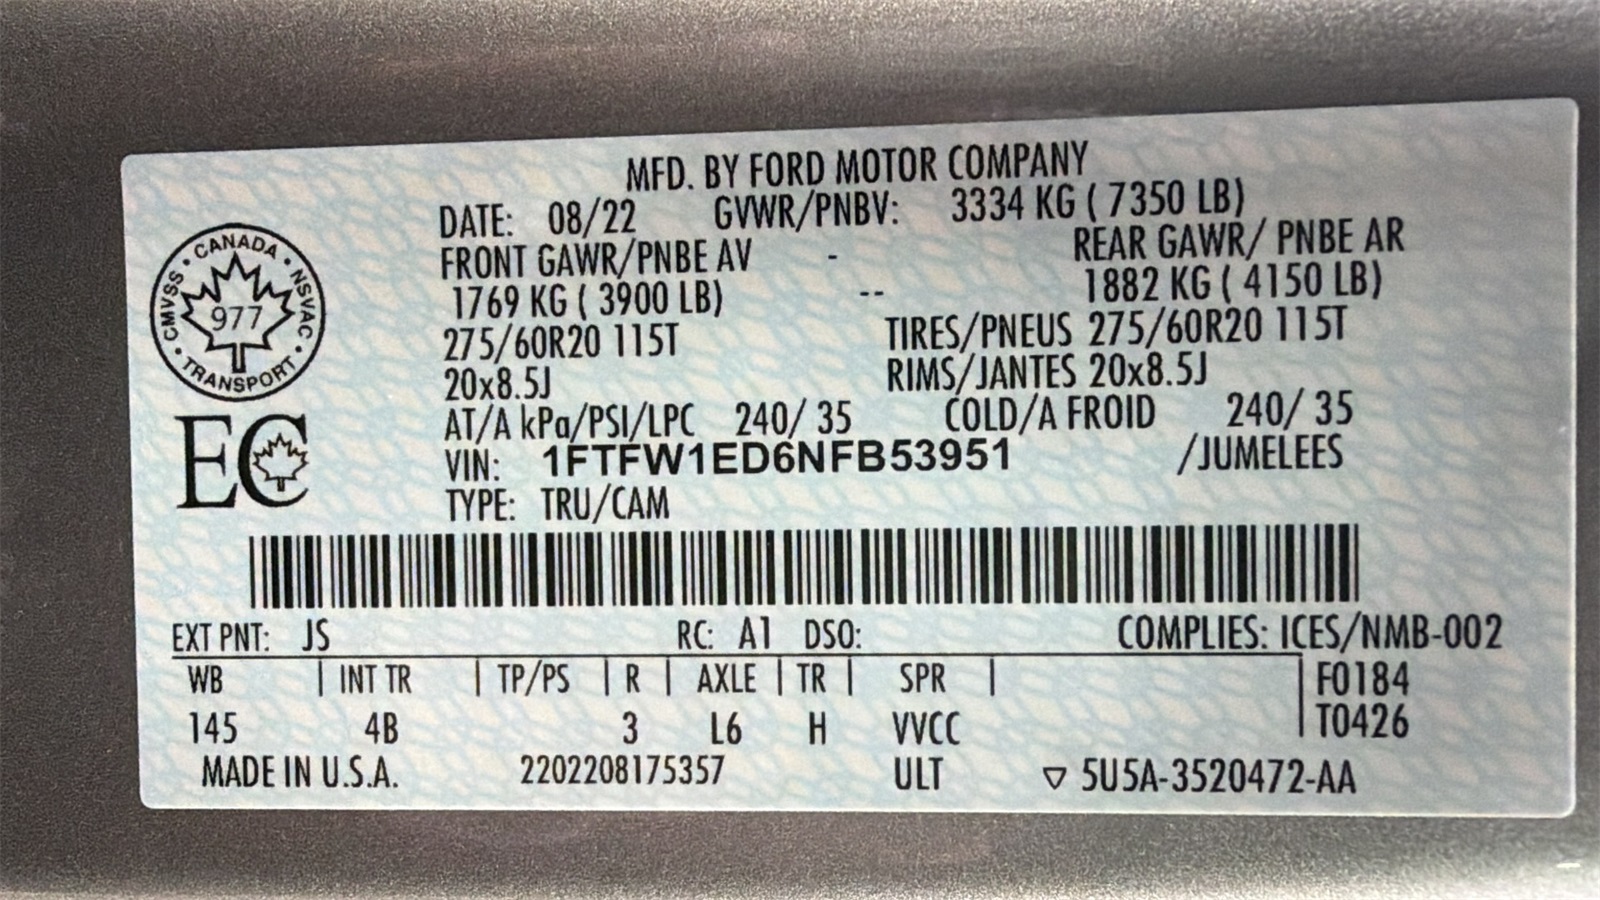 MFD. BY FORD MOTOR COMPANY
DATE: 08/22 GVWR/PNBV: 3334 KG ( 7350 LB)
FRONT GAWR/PNBE AV - REAR GAWR/ PNBE AR
1769 KG ( 3900 LB) -- 1882 KG ( 4150 LB)
275/60R20 115T TIRES/PNEUS 275/60R20 115T
20x8.5J RIMS/JANTES 20x8.5J
AT/A kPa/PSI/LPC 240/ 35 COLD/A FROID 240/ 35
VIN: 1FTFW1ED6NFB53951 /JUMELEES
TYPE: TRU/CAM
CANADA · NSVAC · TRANSPORT · CMVSS ·
977
EC
EXT PNT: JS RC: A1 DSO: COMPLIES: ICES/NMB-002
WB | INT TR | TP/PS | R | AXLE | TR | SPR | F0184
145 4B 3 L6 H VVCC T0426
MADE IN U.S.A. 2202208175357 ULT ▽ 5U5A-3520472-AA